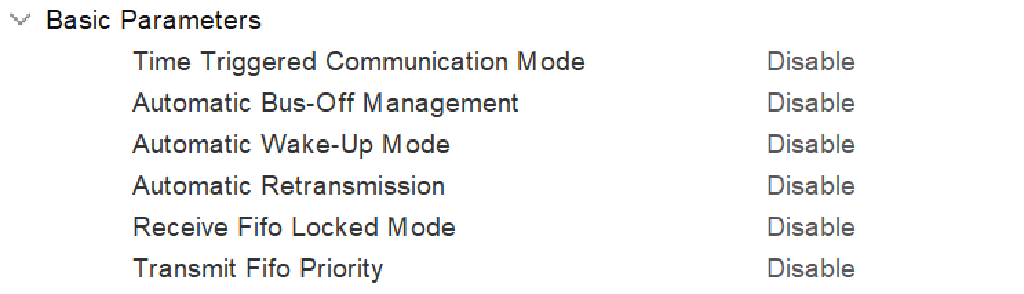 Basic Parameters
Time Triggered Communication Mode Disable
Automatic Bus-Off Management Disable
Automatic Wake-Up Mode Disable
Automatic Retransmission Disable
Receive Fifo Locked Mode Disable
Transmit Fifo Priority Disable